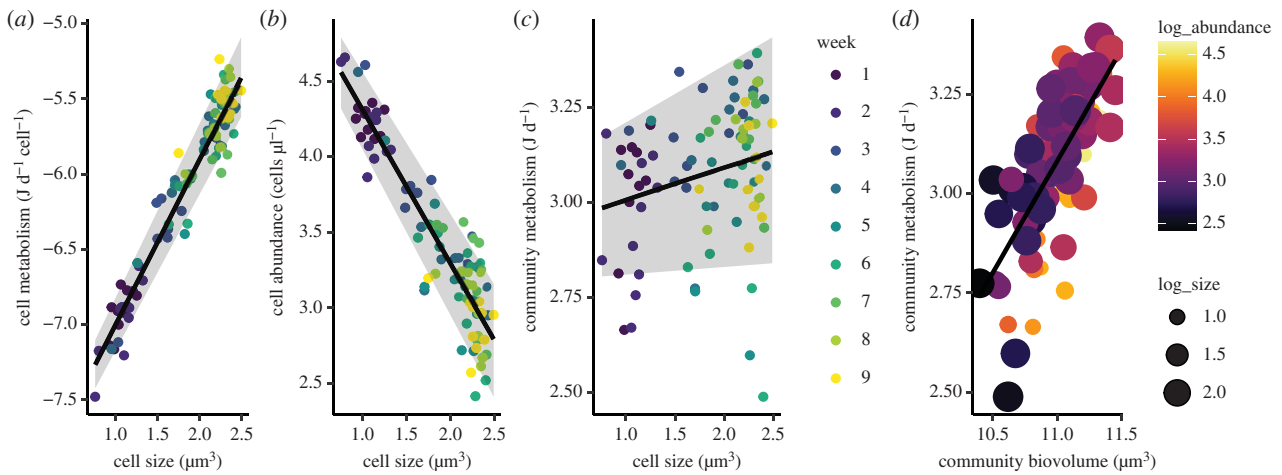 (a)
−5.0
−5.5
−6.0
−6.5
−7.0
−7.5
cell metabolism (J d⁻¹ cell⁻¹)
1.0 1.5 2.0 2.5
cell size (μm³)
(b)
4.5
4.0
3.5
3.0
2.5
cell abundance (cells μl⁻¹)
1.0 1.5 2.0 2.5
cell size (μm³)
(c)
3.25
3.00
2.75
2.50
community metabolism (J d⁻¹)
1.0 1.5 2.0 2.5
cell size (μm³)
week
1
2
3
4
5
6
7
8
9
(d)
3.25
3.00
2.75
2.50
community metabolism (J d⁻¹)
10.5 11.1 11.5
community biovolume (μm³)
log_abundance
4.5
4.0
3.5
3.0
2.5
log_size
1.0
1.5
2.0